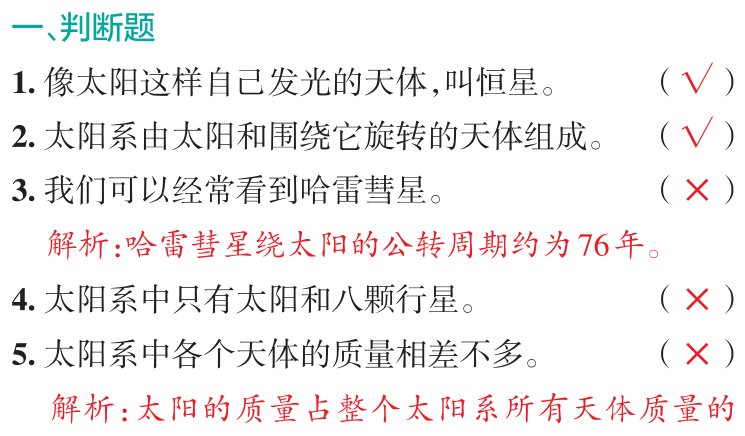 一、判断题
1. 像太阳这样自己发光的天体,叫恒星。 ( √ )
2. 太阳系由太阳和围绕它旋转的天体组成。 ( √ )
3. 我们可以经常看到哈雷彗星。 ( × )
解析:哈雷彗星绕太阳的公转周期约为76年。
4. 太阳系中只有太阳和八颗行星。 ( × )
5. 太阳系中各个天体的质量相差不多。 ( × )
解析:太阳的质量占整个太阳系所有天体质量的